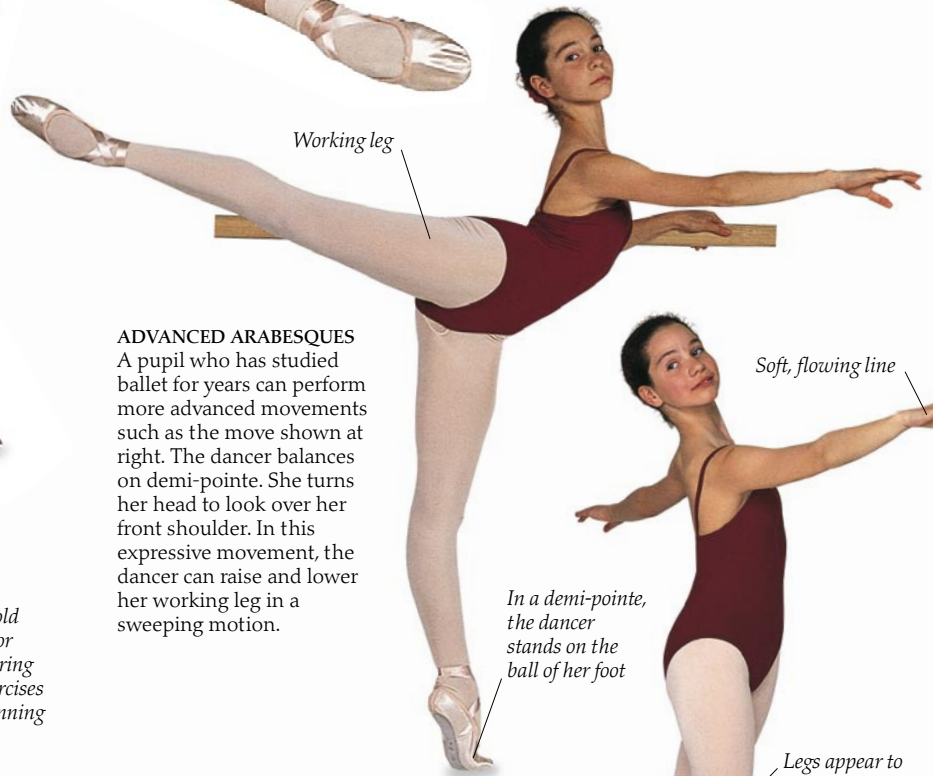 Working leg
ADVANCED ARABESQUES
A pupil who has studied
ballet for years can perform
more advanced movements
such as the move shown at
right. The dancer balances
on demi-pointe. She turns
her head to look over her
front shoulder. In this
expressive movement, the
dancer can raise and lower
her working leg in a
sweeping motion.
Soft, flowing line
In a demi-pointe,
the dancer
stands on the
ball of her foot
Legs appear to